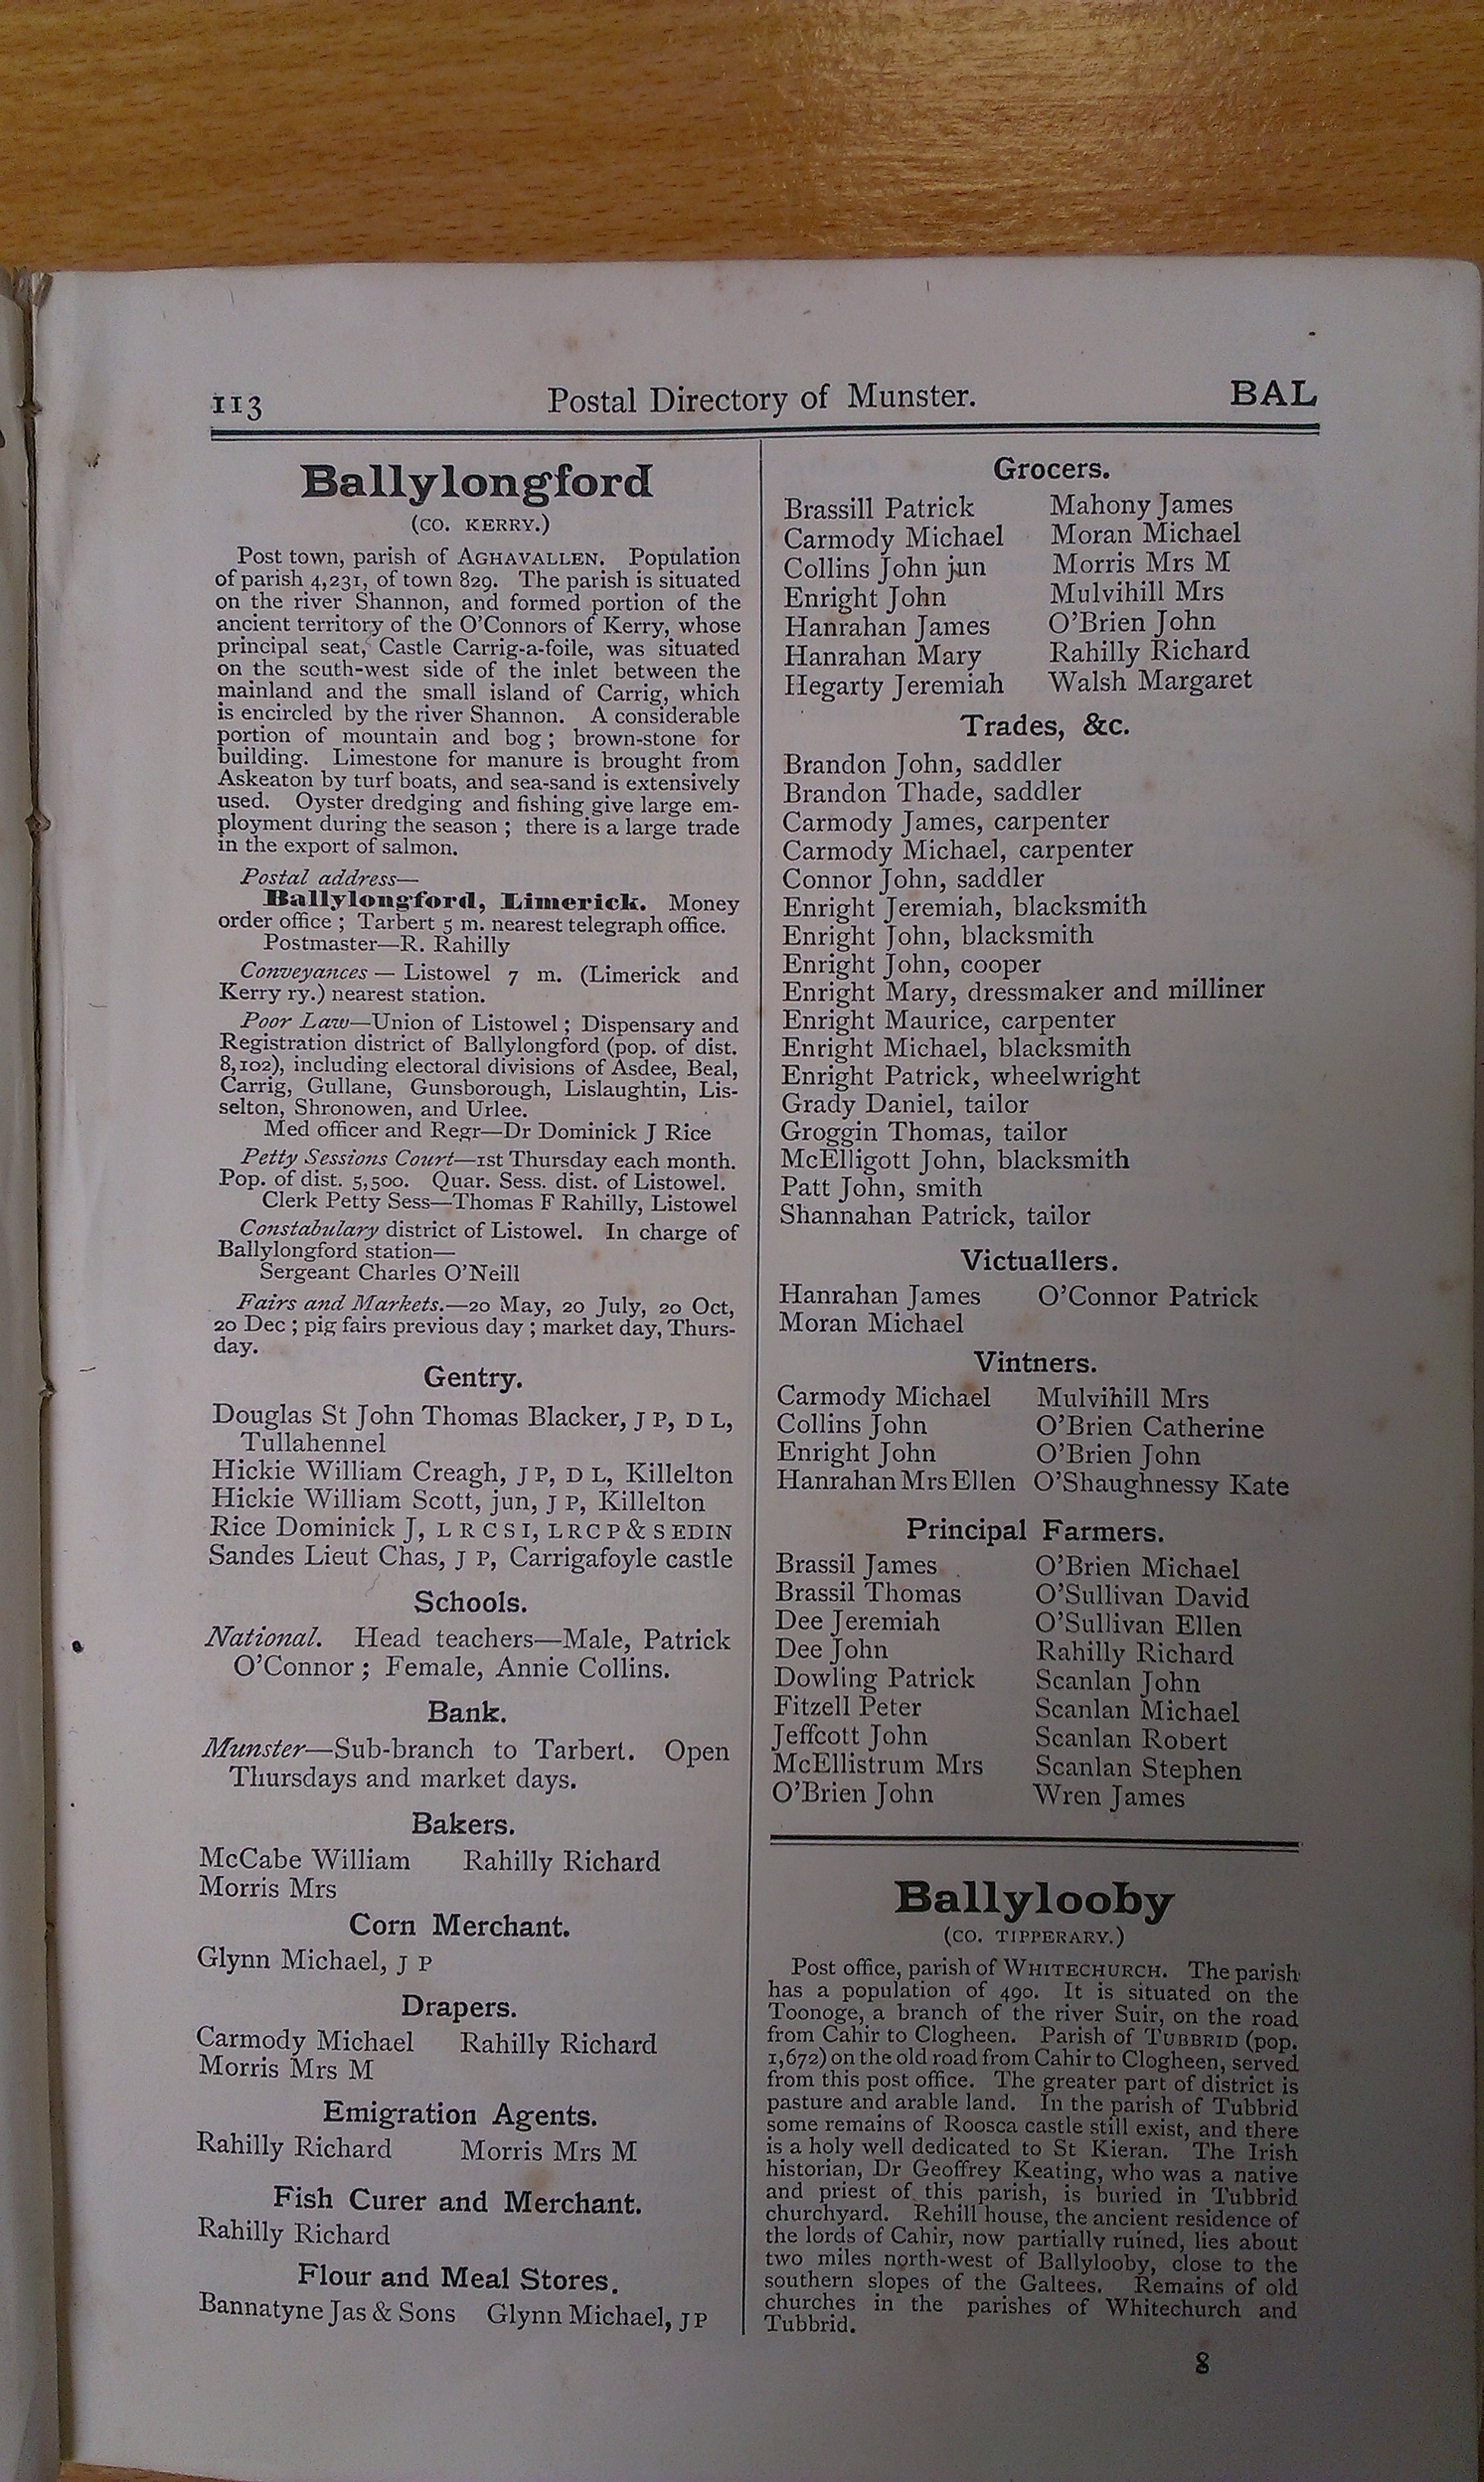 113 Postal Directory of Munster. BAL
Ballylongford
(CO. KERRY.)
Post town, parish of AGHAVALLEN. Population
of parish 4,231, of town 829. The parish is situated
on the river Shannon, and formed portion of the
ancient territory of the O'Connors of Kerry, whose
principal seat, Castle Carrig-a-foile, was situated
on the south-west side of the inlet between the
mainland and the small island of Carrig, which
is encircled by the river Shannon. A considerable
portion of mountain and bog; brown-stone for
building. Limestone for manure is brought from
Askeaton by turf boats, and sea-sand is extensively
used. Oyster dredging and fishing give large em-
ployment during the season; there is a large trade
in the export of salmon.
Postal address—
Ballylongford, Limerick. Money
order office; Tarbert 5 m. nearest telegraph office.
Postmaster—R. Rahilly
Conveyances — Listowel 7 m. (Limerick and
Kerry ry.) nearest station.
Poor Law—Union of Listowel; Dispensary and
Registration district of Ballylongford (pop. of dist.
8,102), including electoral divisions of Asdee, Beal,
Carrig, Gullane, Gunsborough, Lislaughtin, Lis-
selton, Shronowen, and Urlee.
Med officer and Regr—Dr Dominick J Rice
Petty Sessions Court—1st Thursday each month.
Pop. of dist. 5,500. Quar. Sess. dist. of Listowel.
Clerk Petty Sess—Thomas F Rahilly, Listowel
Constabulary district of Listowel. In charge of
Ballylongford station—
Sergeant Charles O'Neill
Fairs and Markets.—20 May, 20 July, 20 Oct,
20 Dec; pig fairs previous day; market day, Thurs-
day.
Gentry.
Douglas St John Thomas Blacker, J P, D L,
Tullahennel
Hickie William Creagh, J P, D L, Killelton
Hickie William Scott, jun, J P, Killelton
Rice Dominick J, L R C S I, L R C P & S EDIN
Sandes Lieut Chas, J P, Carrigafoyle castle
Schools.
National. Head teachers—Male, Patrick
O'Connor; Female, Annie Collins.
Bank.
Munster—Sub-branch to Tarbert. Open
Thursdays and market days.
Bakers.
McCabe William Rahilly Richard
Morris Mrs
Corn Merchant.
Glynn Michael, J P
Drapers.
Carmody Michael Rahilly Richard
Morris Mrs M
Emigration Agents.
Rahilly Richard Morris Mrs M
Fish Curer and Merchant.
Rahilly Richard
Flour and Meal Stores.
Bannatyne Jas & Sons Glynn Michael, J P
Grocers.
Brassill Patrick Mahony James
Carmody Michael Moran Michael
Collins John jun Morris Mrs M
Enright John Mulvihill Mrs
Hanrahan James O'Brien John
Hanrahan Mary Rahilly Richard
Hegarty Jeremiah Walsh Margaret
Trades, &c.
Brandon John, saddler
Brandon Thade, saddler
Carmody James, carpenter
Carmody Michael, carpenter
Connor John, saddler
Enright Jeremiah, blacksmith
Enright John, blacksmith
Enright John, cooper
Enright Mary, dressmaker and milliner
Enright Maurice, carpenter
Enright Michael, blacksmith
Enright Patrick, wheelwright
Grady Daniel, tailor
Groggin Thomas, tailor
McElligott John, blacksmith
Patt John, smith
Shannahan Patrick, tailor
Victuallers.
Hanrahan James O'Connor Patrick
Moran Michael
Vintners.
Carmody Michael Mulvihill Mrs
Collins John O'Brien Catherine
Enright John O'Brien John
Hanrahan Mrs Ellen O'Shaughnessy Kate
Principal Farmers.
Brassil James O'Brien Michael
Brassil Thomas O'Sullivan David
Dee Jeremiah O'Sullivan Ellen
Dee John Rahilly Richard
Dowling Patrick Scanlan John
Fitzell Peter Scanlan Michael
Jeffcott John Scanlan Robert
McEllistrum Mrs Scanlan Stephen
O'Brien John Wren James
Ballylooby
(CO. TIPPERARY.)
Post office, parish of WHITECHURCH. The parish
has a population of 490. It is situated on the
Toonoge, a branch of the river Suir, on the road
from Cahir to Clogheen. Parish of TUBBRID (pop.
1,672) on the old road from Cahir to Clogheen, served
from this post office. The greater part of district is
pasture and arable land. In the parish of Tubbrid
some remains of Roosca castle still exist, and there
is a holy well dedicated to St Kieran. The Irish
historian, Dr Geoffrey Keating, who was a native
and priest of this parish, is buried in Tubbrid
churchyard. Rehill house, the ancient residence of
the lords of Cahir, now partially ruined, lies about
two miles north-west of Ballylooby, close to the
southern slopes of the Galtees. Remains of old
churches in the parishes of Whitechurch and
Tubbrid.
8